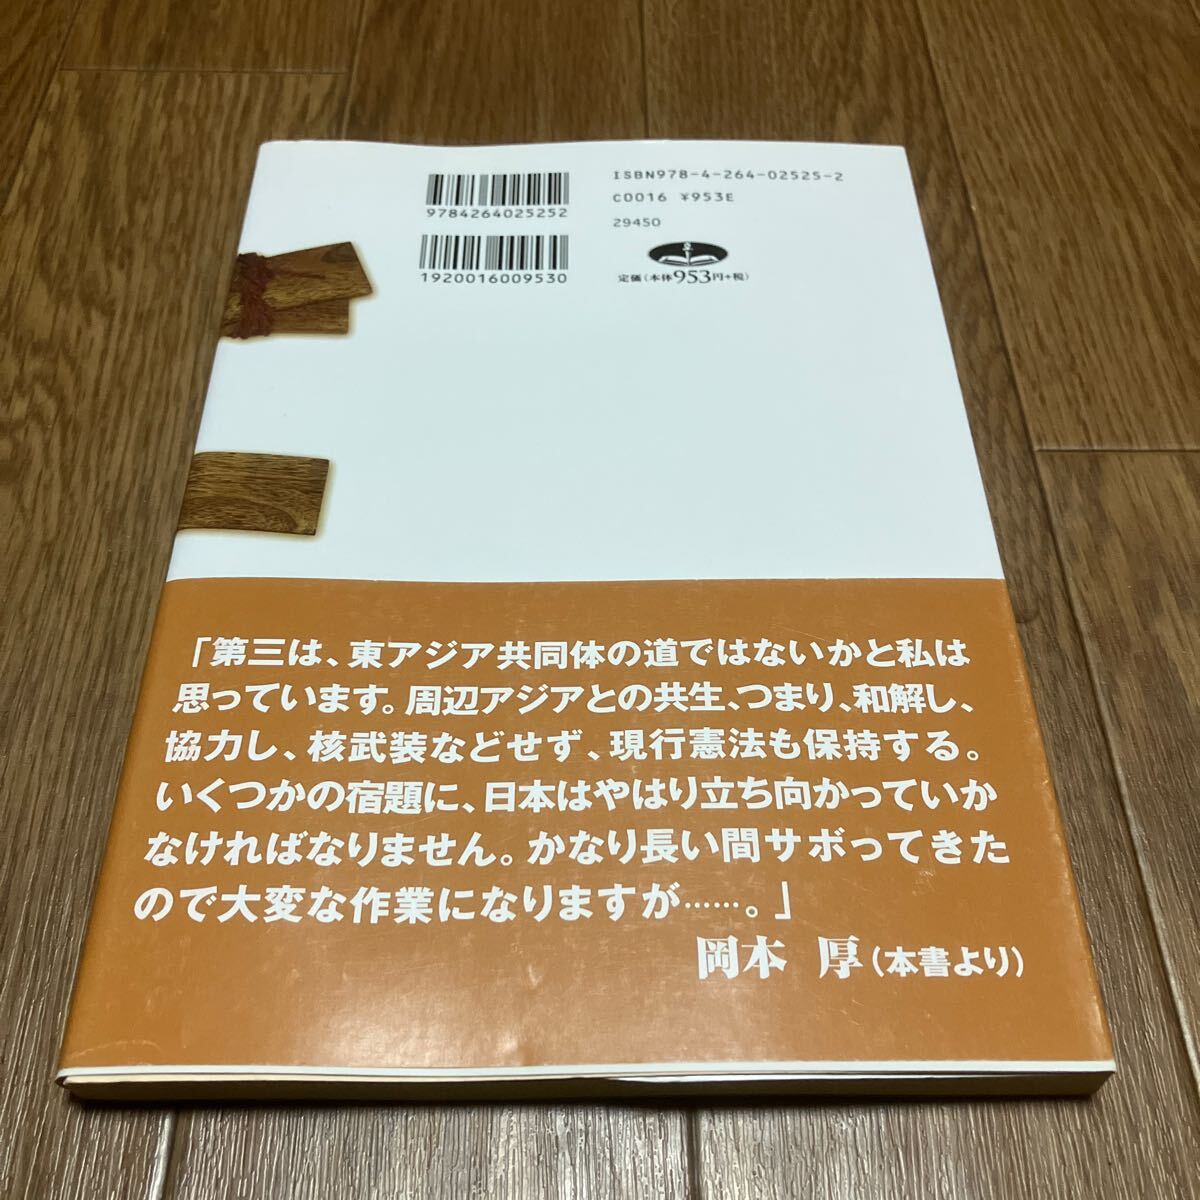 ISBN978-4-264-02525-2
C0016 ¥953E
29450
定価(本体953円+税)
9784264025252
1920016009530
「第三は、東アジア共同体の道ではないかと私は
思っています。周辺アジアとの共生、つまり、和解し、
協力し、核武装などせず、現行憲法も保持する。
いくつかの宿題に、日本はやはり立ち向かっていか
なければなりません。かなり長い間サボってきた
ので大変な作業になりますが……。」
岡本 厚(本書より)